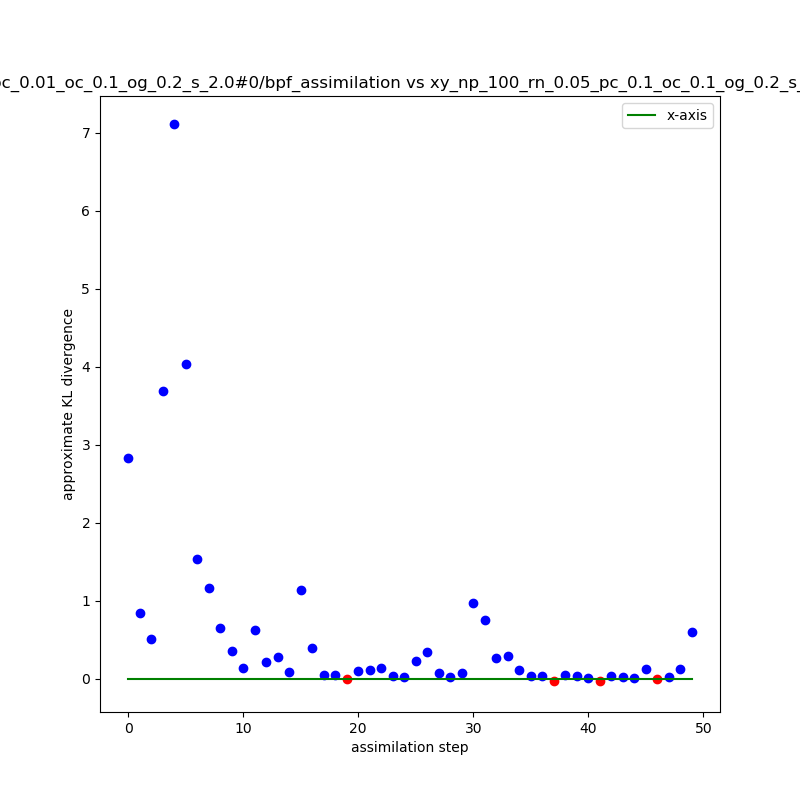 oc_0.01_oc_0.1_og_0.2_s_2.0#0/bpf_assimilation vs xy_np_100_rn_0.05_pc_0.1_oc_0.1_og_0.2_s_
x-axis
7
6
5
4
3
2
1
0
approximate KL divergence
0 10 20 30 40 50
assimilation step